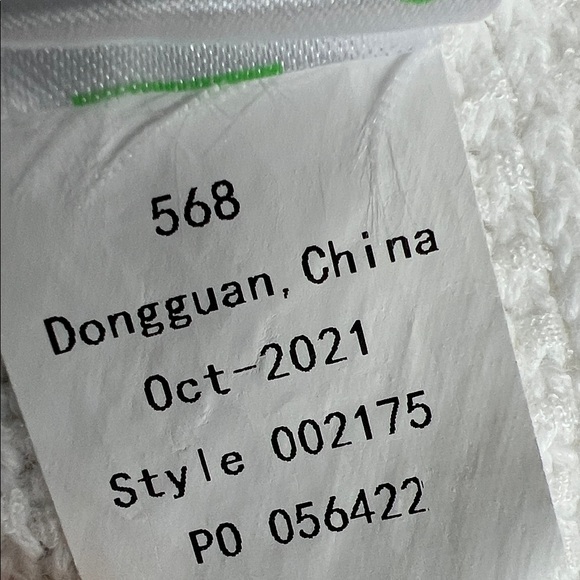 568
Dongguan, China
Oct-2021
Style 002175
PO 056422